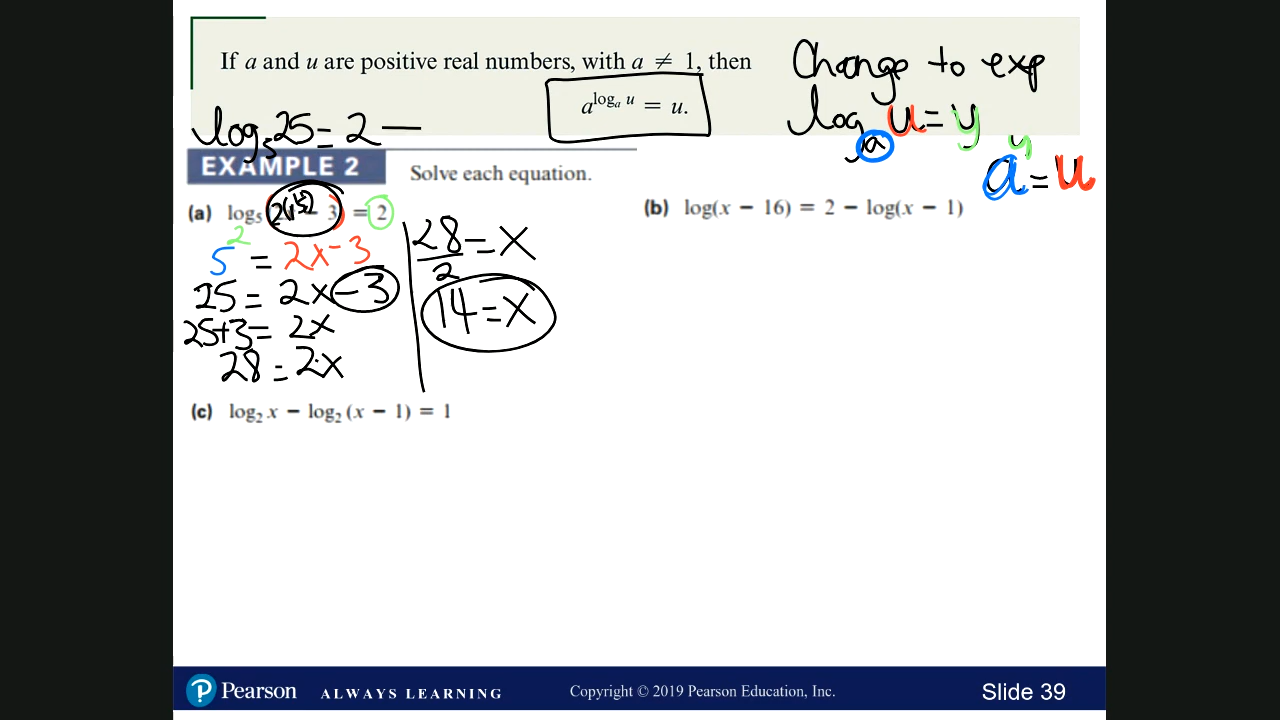 If a and u are positive real numbers, with a ≠ 1, then
a^{log_a u} = u.
Change to exp
log_a u = y
a^y = u
log_5 25 = 2 —
EXAMPLE 2 Solve each equation.
(a) log_5 − 3) = 2
5^2 = 2x-3
25 = 2x-3
25+3 = 2x
28 = 2x
28/2 = x
14 = x
(b) log(x − 16) = 2 − log(x − 1)
(c) log_2 x − log_2 (x − 1) = 1
Pearson ALWAYS LEARNING Copyright © 2019 Pearson Education, Inc. Slide 39